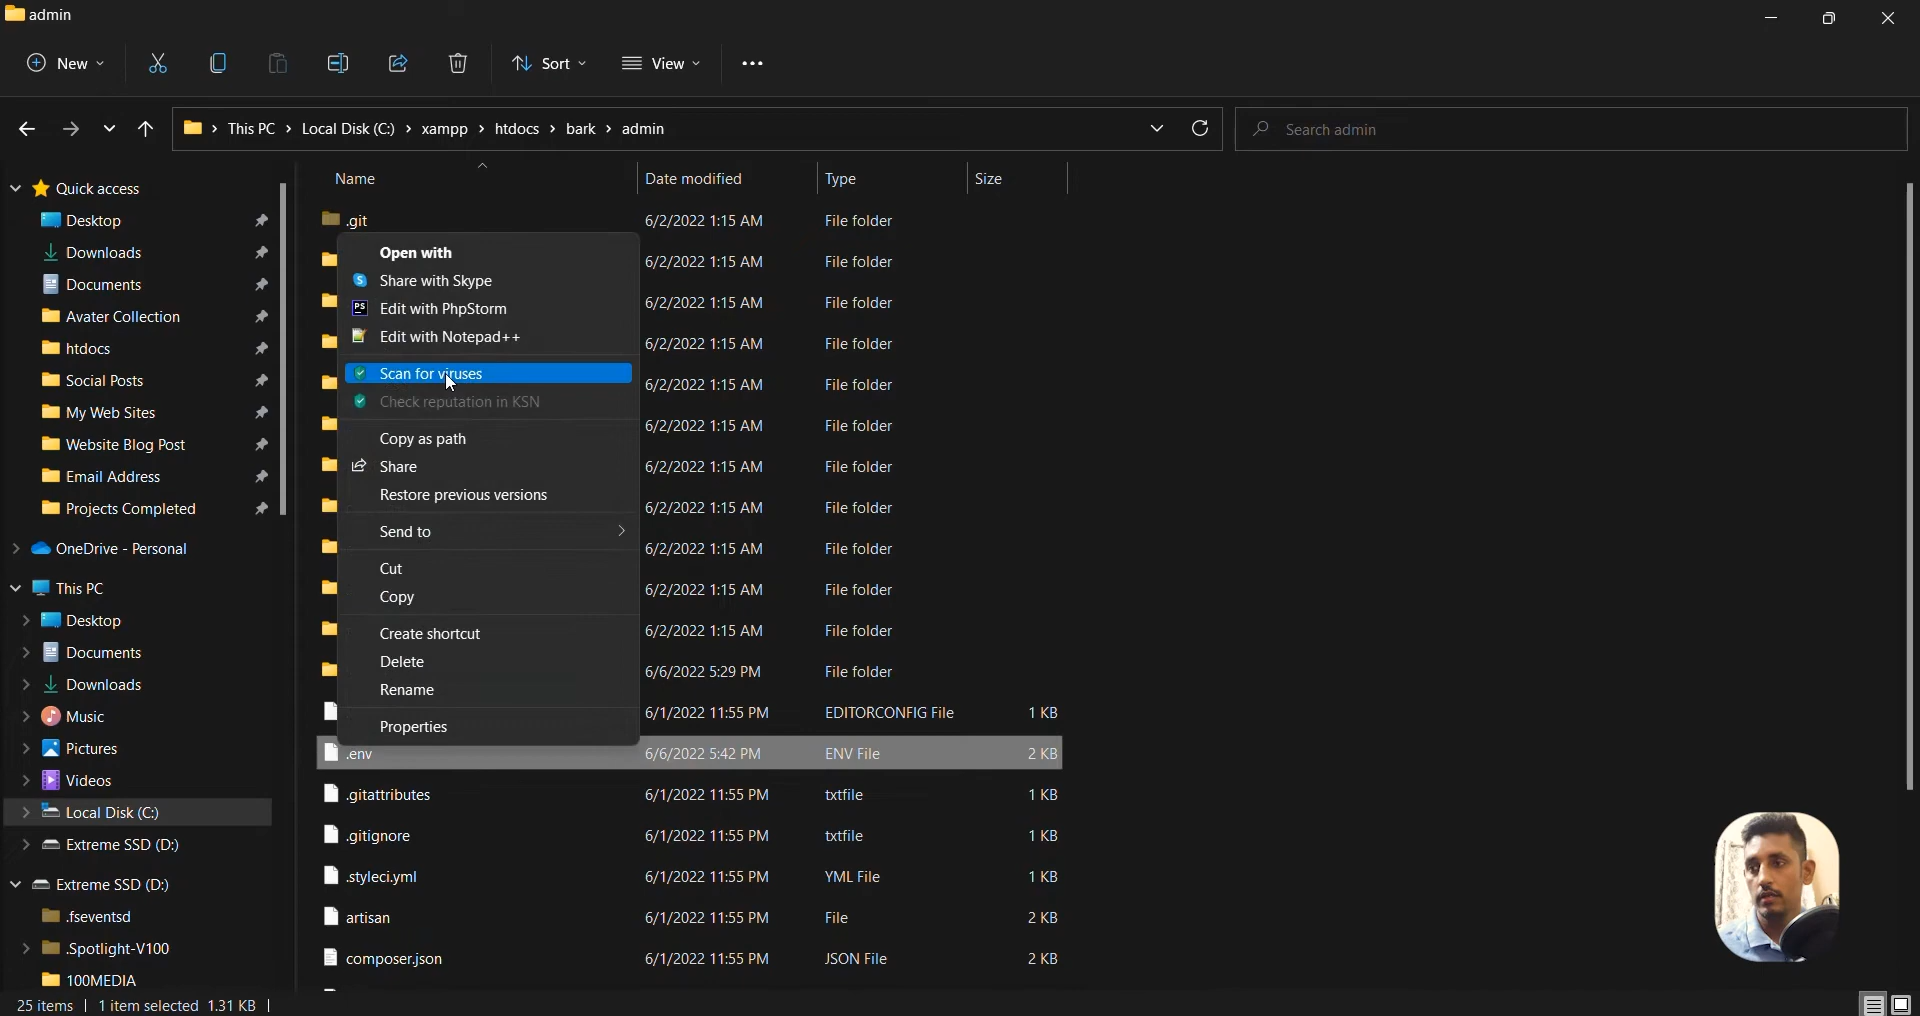 admin
New
Sort
View
This PC > Local Disk (C:) > xampp > htdocs > bark > admin
Search admin
Quick access
Desktop
Downloads
Documents
Avater Collection
htdocs
Social Posts
My Web Sites
Website Blog Post
Email Address
Projects Completed
OneDrive - Personal
This PC
Desktop
Documents
Downloads
Music
Pictures
Videos
Local Disk (C:)
Extreme SSD (D:)
Extreme SSD (D:)
.fseventsd
.Spotlight-V100
100MEDIA
Name Date modified Type Size
.git 6/2/2022 1:15 AM File folder
6/2/2022 1:15 AM File folder
6/2/2022 1:15 AM File folder
6/2/2022 1:15 AM File folder
6/2/2022 1:15 AM File folder
6/2/2022 1:15 AM File folder
6/2/2022 1:15 AM File folder
6/2/2022 1:15 AM File folder
6/2/2022 1:15 AM File folder
6/2/2022 1:15 AM File folder
6/2/2022 1:15 AM File folder
6/6/2022 5:29 PM File folder
6/1/2022 11:55 PM EDITORCONFIG File 1 KB
.env 6/6/2022 5:42 PM ENV File 2 KB
.gitattributes 6/1/2022 11:55 PM txtfile 1 KB
.gitignore 6/1/2022 11:55 PM txtfile 1 KB
.styleci.yml 6/1/2022 11:55 PM YML File 1 KB
artisan 6/1/2022 11:55 PM File 2 KB
composer.json 6/1/2022 11:55 PM JSON File 2 KB
Open with
Share with Skype
PS Edit with PhpStorm
Edit with Notepad++
Scan for viruses
Check reputation in KSN
Copy as path
Share
Restore previous versions
Send to
Cut
Copy
Create shortcut
Delete
Rename
Properties
25 items | 1 item selected 1.31 KB |